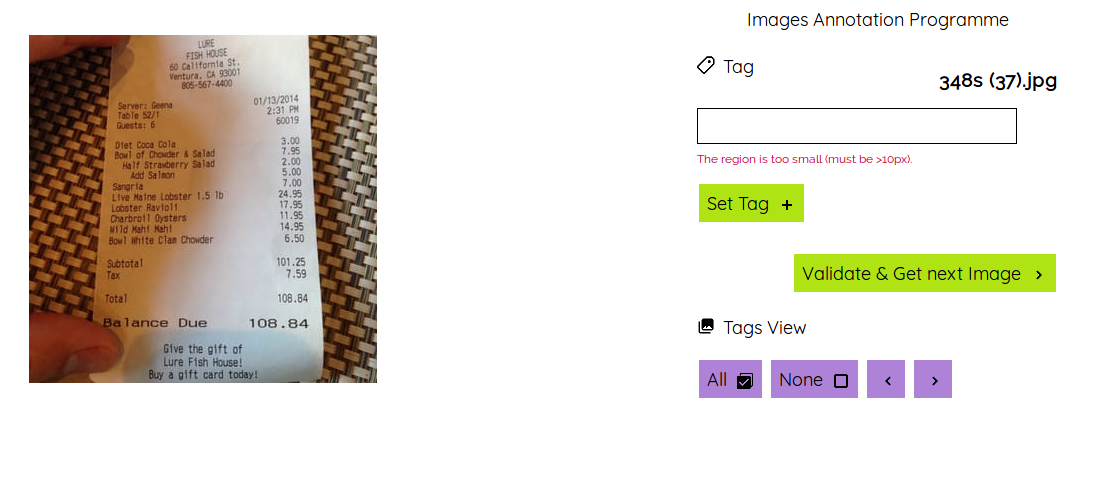 Images Annotation Programme
LURE
FISH HOUSE
60 California St.
Ventura, CA 93001
805-567-4400
Server: Geena 01/13/2014
Table 52/1 2:31 PM
Guests: 6 60019
Diet Coca Cola 3.00
Bowl of Chowder & Salad 7.95
Half Strawberry Salad 2.00
Add Salmon 5.00
Sangria 7.00
Live Maine Lobster 1.5 lb 24.95
Lobster Ravioli 17.95
Charbroil Oysters 11.95
Wild Mahi Mahi 14.95
Bowl White Clam Chowder 6.50
Subtotal 101.25
Tax 7.59
Total 108.84
Balance Due 108.84
Give the gift of
Lure Fish House!
Buy a gift card today!
Tag
348s (37).jpg
The region is too small (must be >10px).
Set Tag +
Validate & Get next Image >
Tags View
All None < >